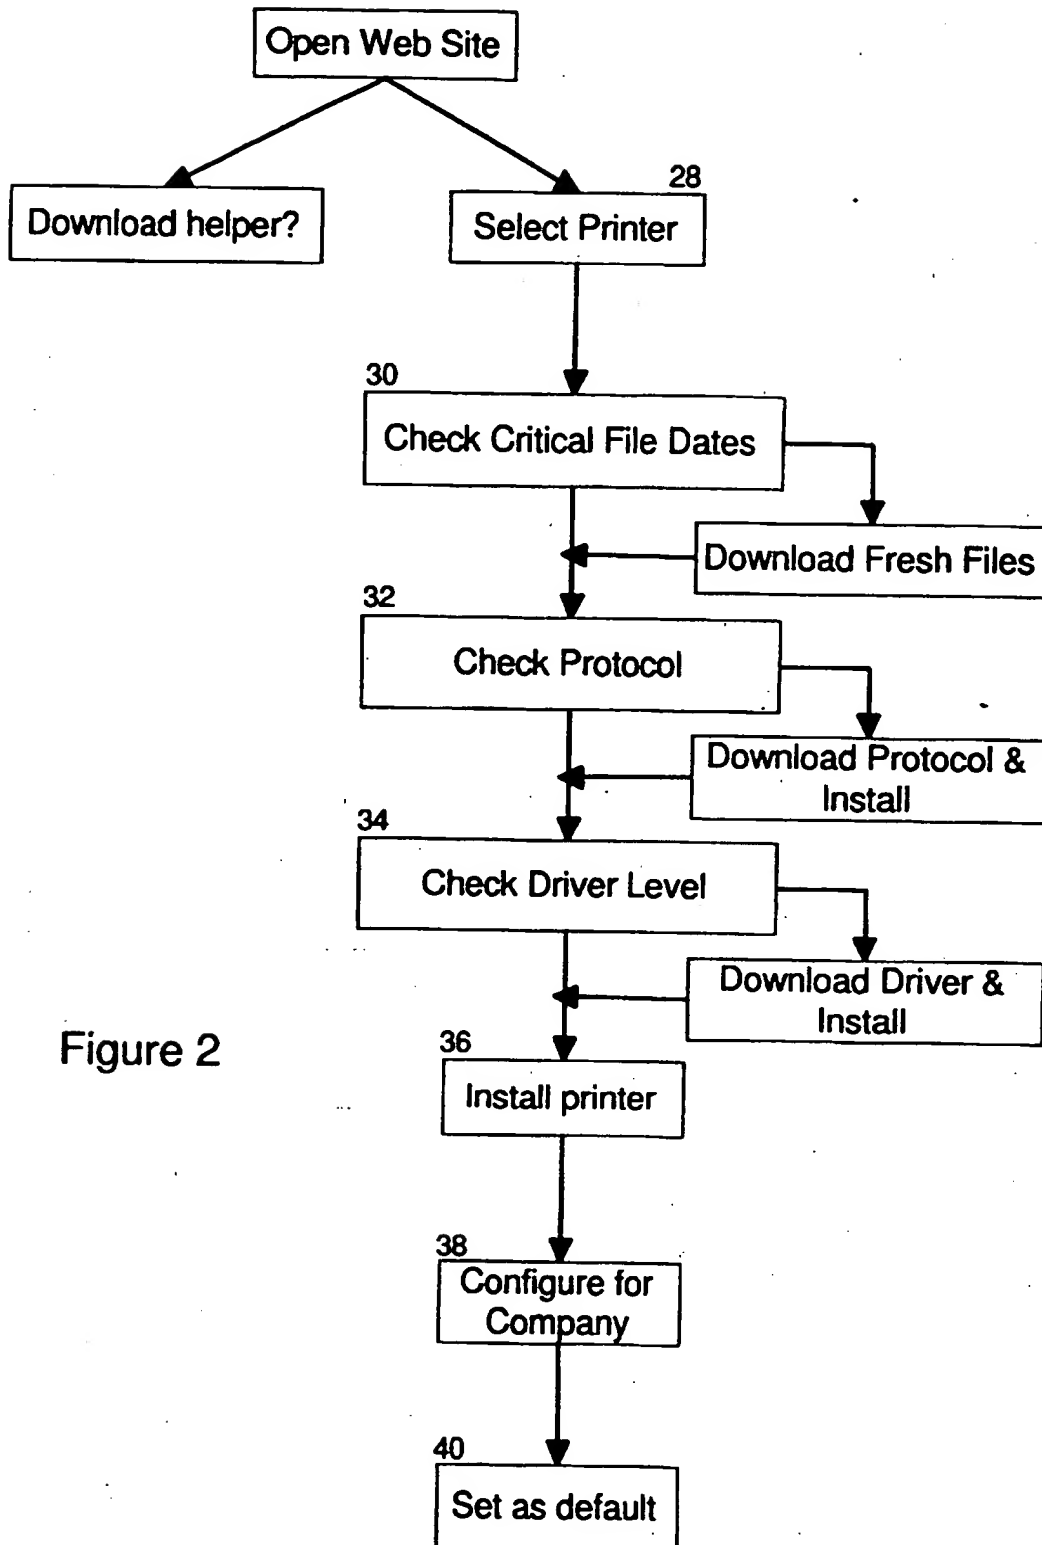 Open Web Site
Download helper?
28
Select Printer
30
Check Critical File Dates
Download Fresh Files
32
Check Protocol
Download Protocol &
Install
34
Check Driver Level
Download Driver &
Install
Figure 2
36
Install printer
38
Configure for
Company
40
Set as default